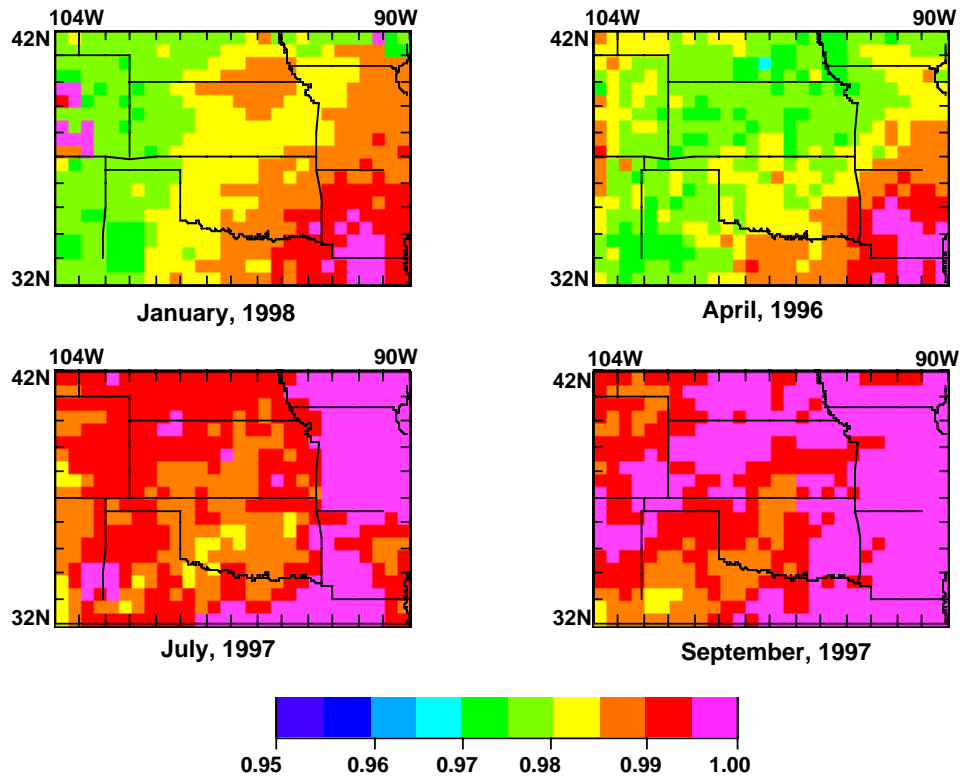 104W 90W 104W 90W
42N 42N
32N 32N
January, 1998 April, 1996
104W 90W 104W 90W
42N 42N
32N 32N
July, 1997 September, 1997
0.95 0.96 0.97 0.98 0.99 1.00